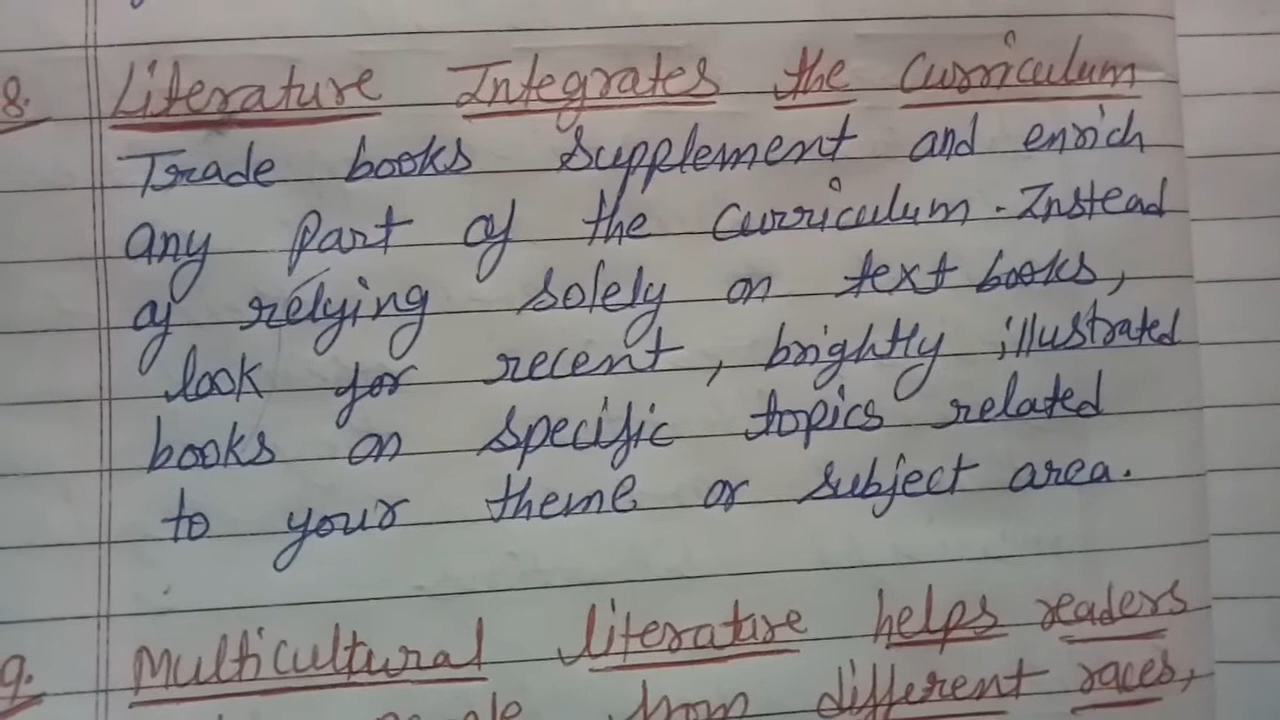 8. Literature Integrates the Curriculum
Trade books supplement and enrich
any part of the curriculum. Instead
of relying solely on text books,
look for recent, brightly illustrated
books on specific topics related
to your theme or subject area.
9. Multicultural literature helps readers
from different races,